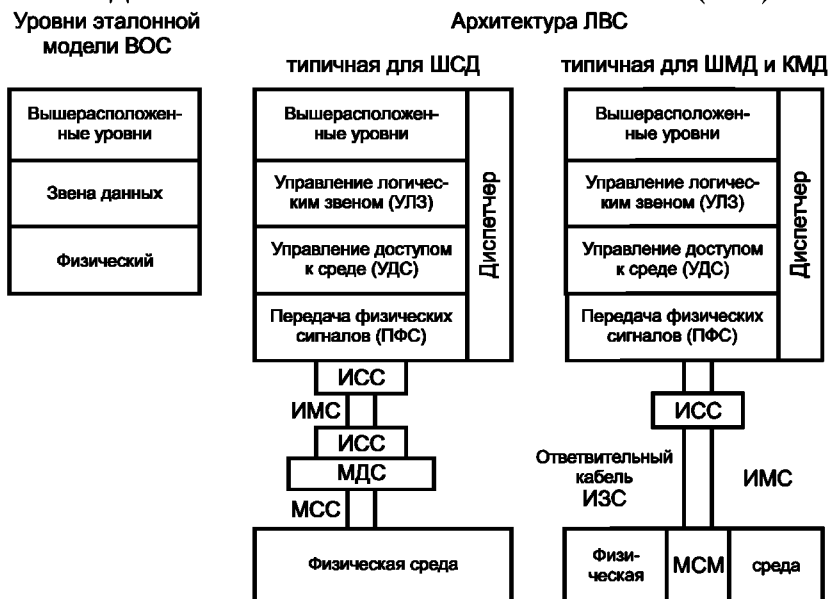 Уровни эталонной
модели ВОС
Архитектура ЛВС
типичная для ШСД
типичная для ШМД и КМД
Вышерасположен-
ные уровни
Звена данных
Физический
Вышерасположен-
ные уровни
Управление логичес-
ким звеном (УЛЗ)
Управление доступом
к среде (УДС)
Передача физических
сигналов (ПФС)
Диспетчер
ИСС
ИМС
ИСС
МДС
МСС
Физическая среда
Вышерасположен-
ные уровни
Управление логичес-
ким звеном (УЛЗ)
Управление доступом
к среде (УДС)
Передача физических
сигналов (ПФС)
Диспетчер
ИСС
Ответвительный
кабель
ИЗС
ИМС
Физи-
ческая
МСМ
среда